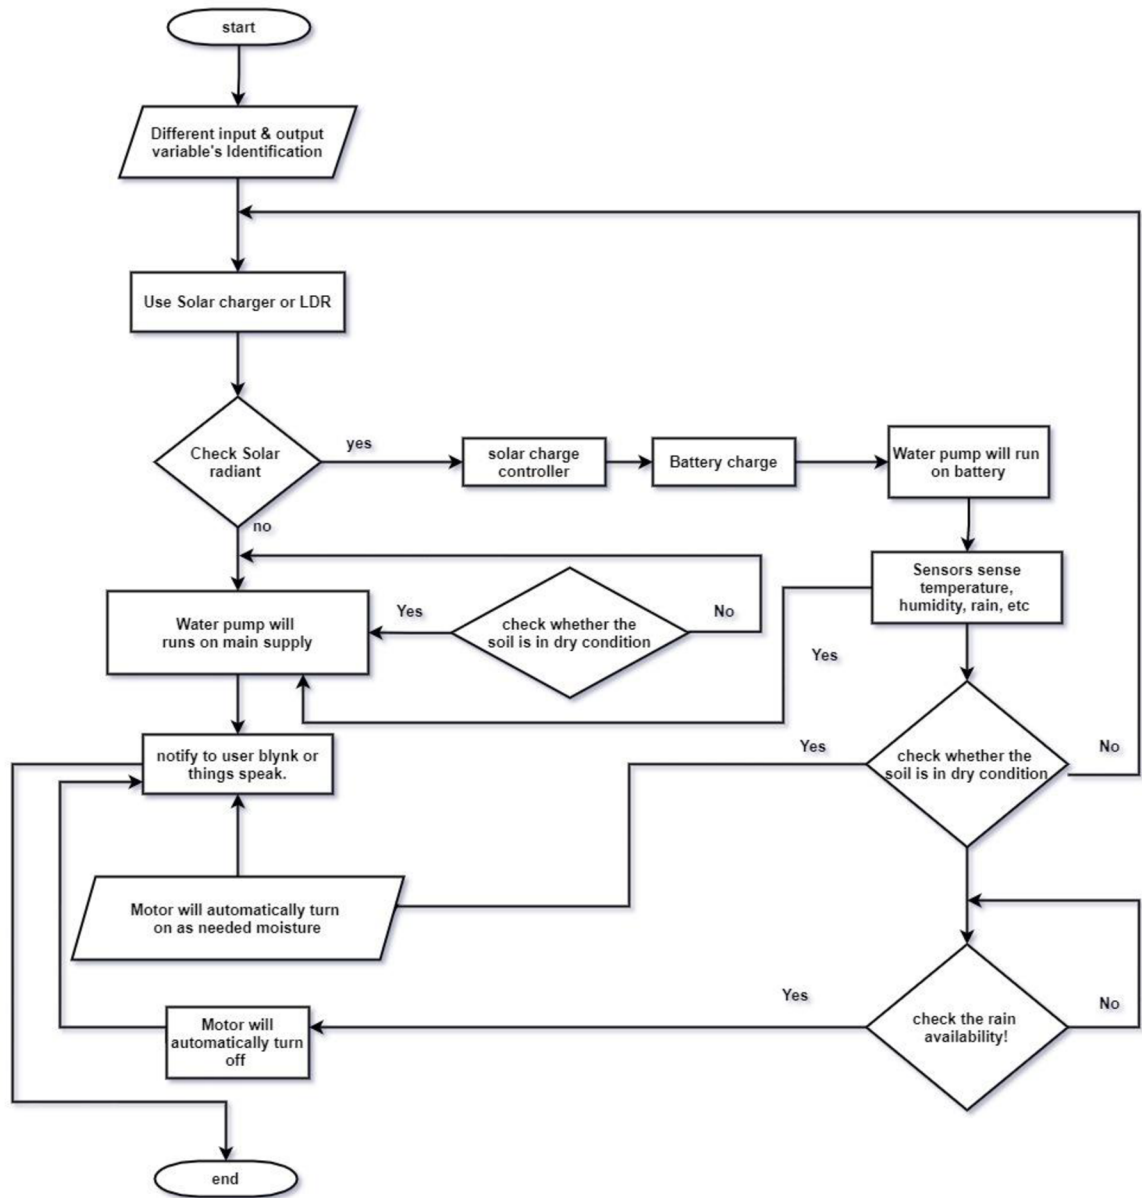 start
Different input & output
variable's Identification
Use Solar charger or LDR
Check Solar
radiant
yes
solar charge
controller
Battery charge
Water pump will run
on battery
no
Sensors sense
temperature,
humidity, rain, etc
Water pump will
runs on main supply
Yes
check whether the
soil is in dry condition
No
Yes
notify to user blynk or
things speak.
Yes
check whether the
soil is in dry condition
No
Motor will automatically turn
on as needed moisture
Motor will
automatically turn
off
Yes
check the rain
availability!
No
end